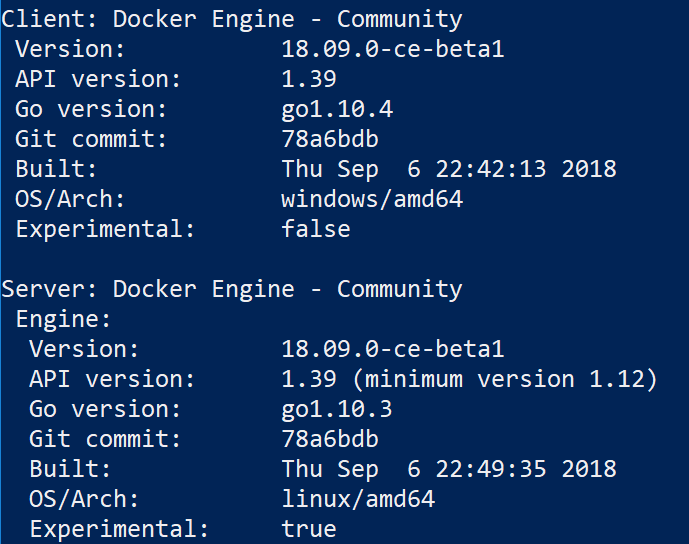 Client: Docker Engine - Community
 Version:           18.09.0-ce-beta1
 API version:       1.39
 Go version:        go1.10.4
 Git commit:        78a6bdb
 Built:             Thu Sep  6 22:42:13 2018
 OS/Arch:           windows/amd64
 Experimental:      false

Server: Docker Engine - Community
 Engine:
  Version:          18.09.0-ce-beta1
  API version:      1.39 (minimum version 1.12)
  Go version:       go1.10.3
  Git commit:       78a6bdb
  Built:            Thu Sep  6 22:49:35 2018
  OS/Arch:          linux/amd64
  Experimental:     true